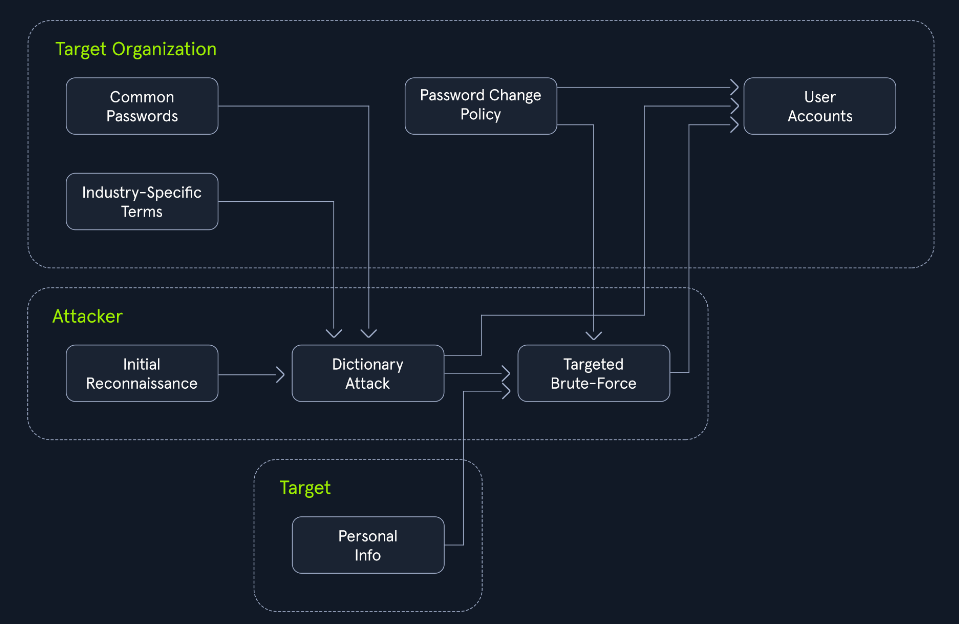 Target Organization
Common
Passwords
Password Change
Policy
User
Accounts
Industry-Specific
Terms
Attacker
Initial
Reconnaissance
Dictionary
Attack
Targeted
Brute-Force
Target
Personal
Info